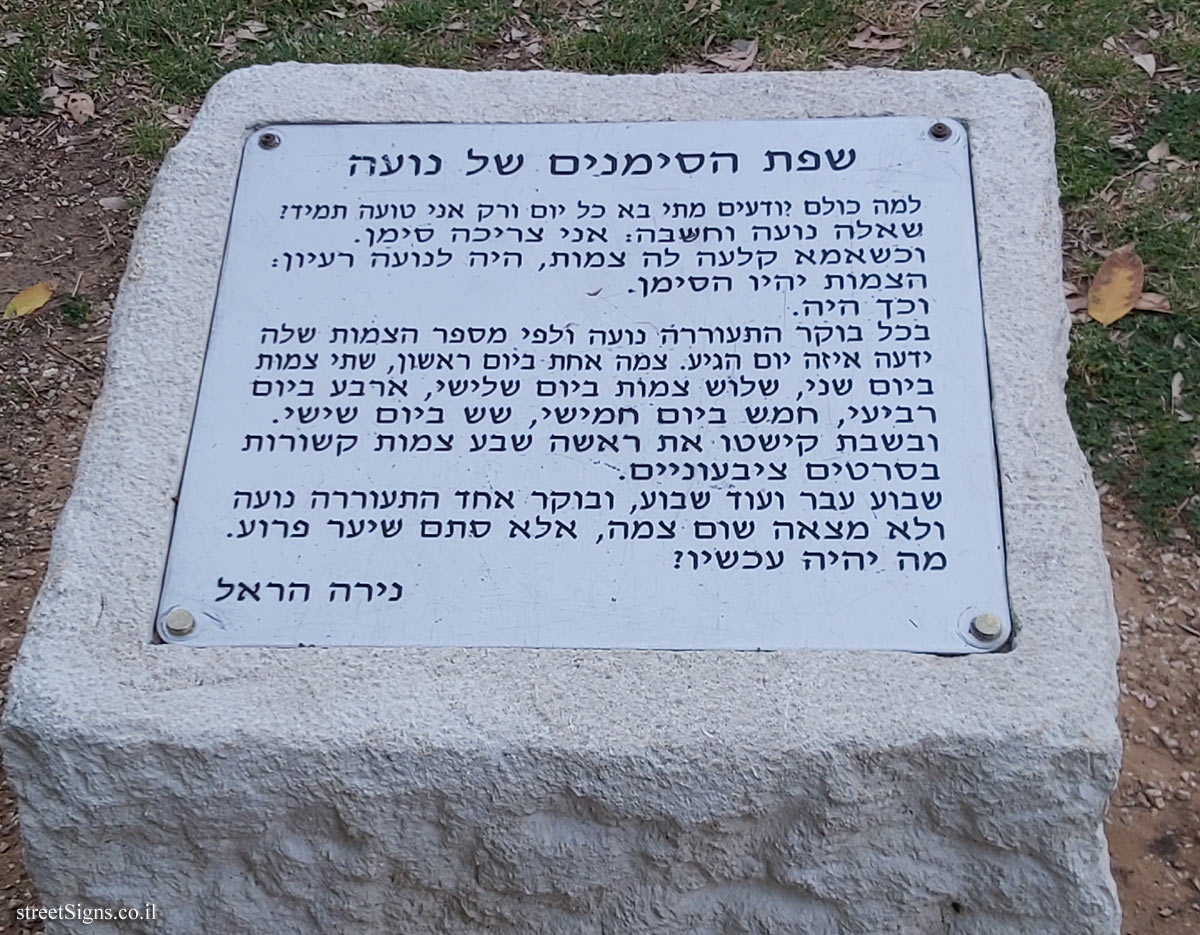 שפת הסימנים של נועה
למה כולם יודעים מתי בא כל יום ורק אני טועה תמיד?
שאלה נועה וחשבה: אני צריכה סימן.
וכשאמא קלעה לה צמות, היה לנועה רעיון:
הצמות יהיו הסימן.
וכך היה.
בכל בוקר התעוררה נועה ולפי מספר הצמות שלה
ידעה איזה יום הגיע. צמה אחת ביום ראשון, שתי צמות
ביום שני, שלוש צמות ביום שלישי, ארבע ביום
רביעי, חמש ביום חמישי, שש ביום שישי.
ובשבת קישטו את ראשה שבע צמות קשורות
בסרטים ציבעוניים.
שבוע עבר ועוד שבוע, ובוקר אחד התעוררה נועה
ולא מצאה שום צמה, אלא סתם שיער פרוע.
מה יהיה עכשיו?
נירה הראל
streetSigns.co.il